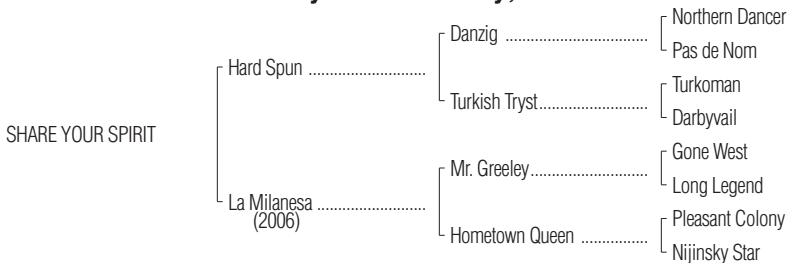 Northern Dancer
Danzig ..............................
Pas de Nom
Hard Spun ............................
Turkoman
Turkish Tryst.......................
Darbyvail
SHARE YOUR SPIRIT
Gone West
Mr. Greeley.........................
Long Legend
La Milanesa ..........................
(2006)
Pleasant Colony
Hometown Queen ................
Nijinsky Star